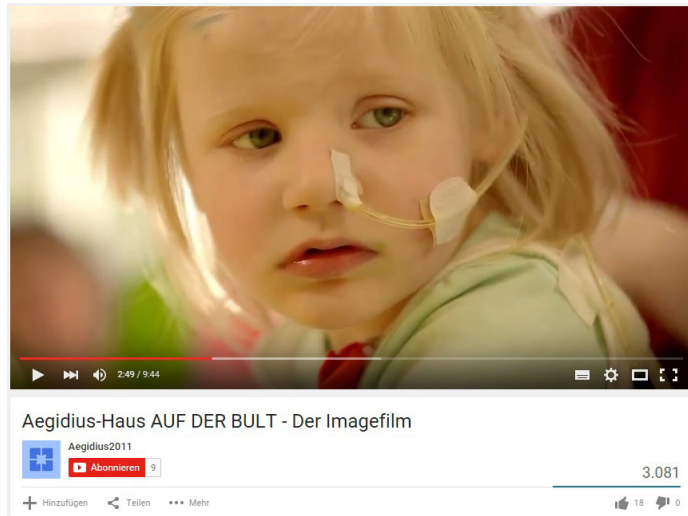 2:49 / 9:44
Aegidius-Haus AUF DER BULT - Der Imagefilm
Aegidius2011
Abonnieren 9
3.081
Hinzufügen Teilen Mehr 18 0